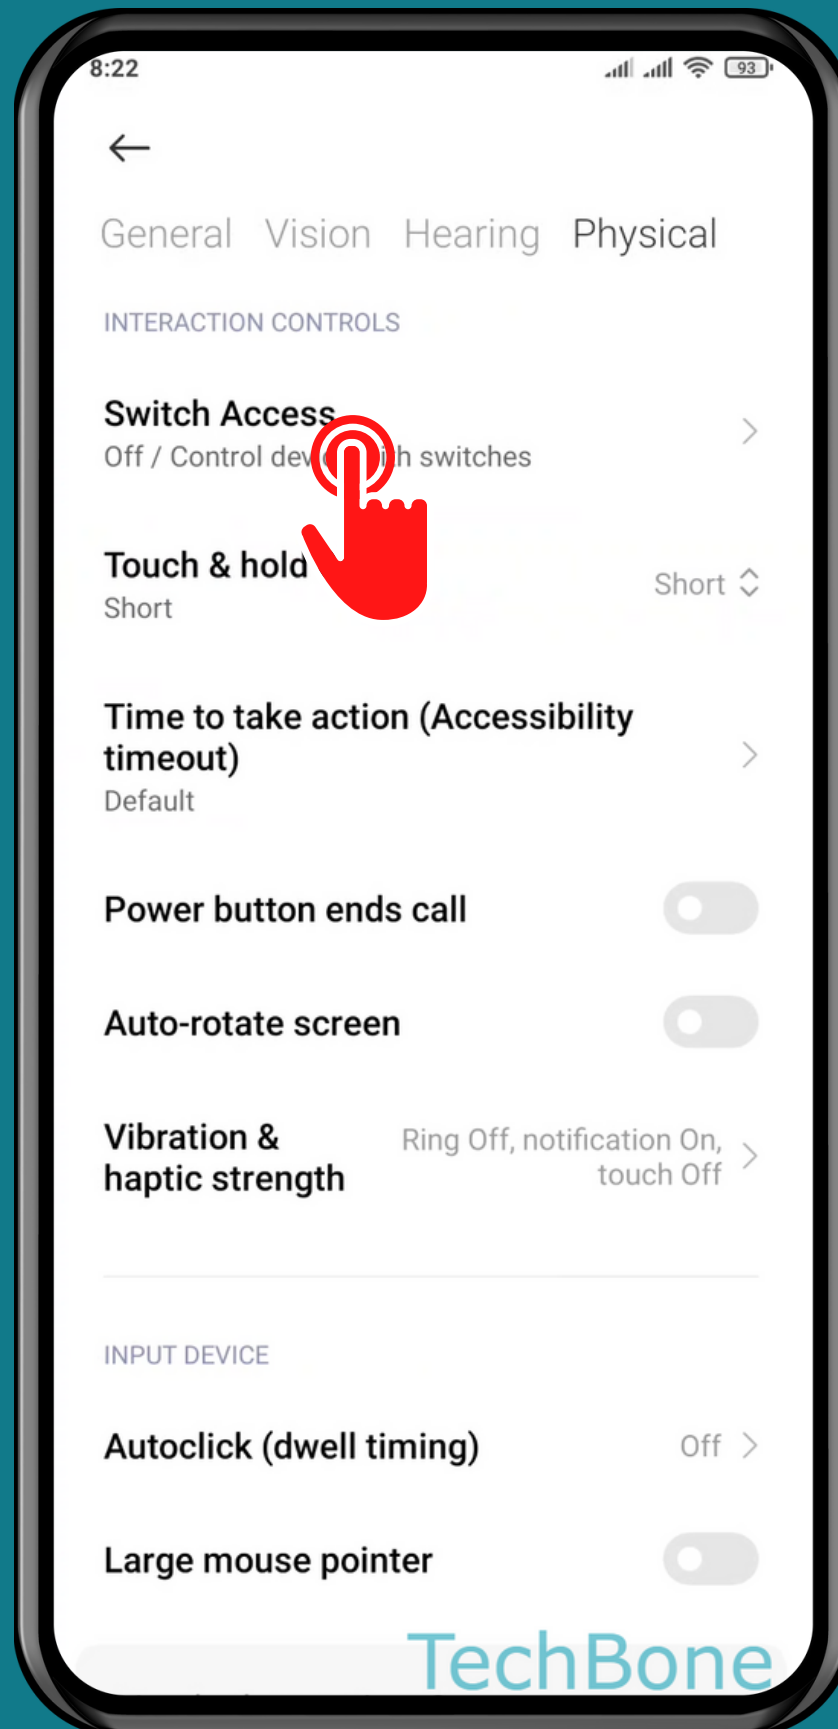 8:22
93
General Vision Hearing Physical
INTERACTION CONTROLS
Switch Access
Off / Control switches
Touch & hold
Short
Short
Time to take action (Accessibility
timeout)
Default
Power button ends call
Auto-rotate screen
Vibration &
haptic strength
Ring Off, notification On,
touch Off
INPUT DEVICE
Autoclick (dwell timing)
Off
Large mouse pointer
TechBone